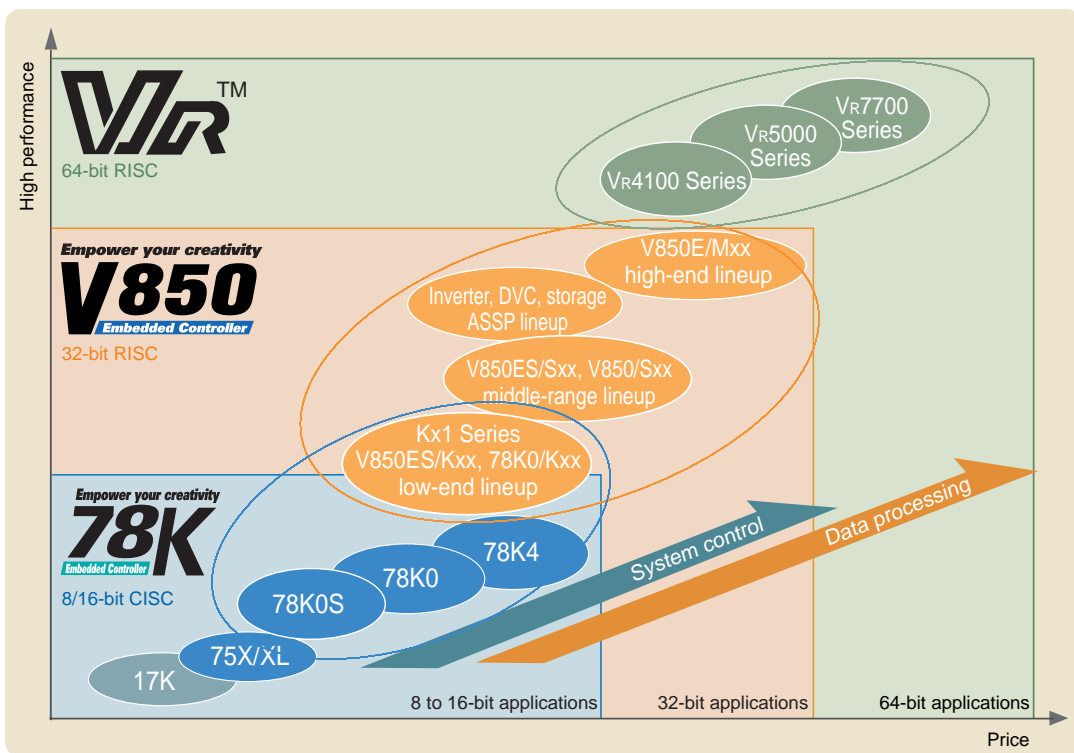 High performance
VR
TM
64-bit RISC
VR7700
Series
VR5000
Series
VR4100 Series
Empower your creativity
V850
Embedded Controller
32-bit RISC
V850E/Mxx
high-end lineup
Inverter, DVC, storage
ASSP lineup
V850ES/Sxx, V850/Sxx
middle-range lineup
Kx1 Series
V850ES/Kxx, 78K0/Kxx
low-end lineup
Empower your creativity
78K
Embedded Controller
8/16-bit CISC
78K4
78K0
78K0S
75X/XL
17K
System control
Data processing
8 to 16-bit applications
32-bit applications
64-bit applications
Price